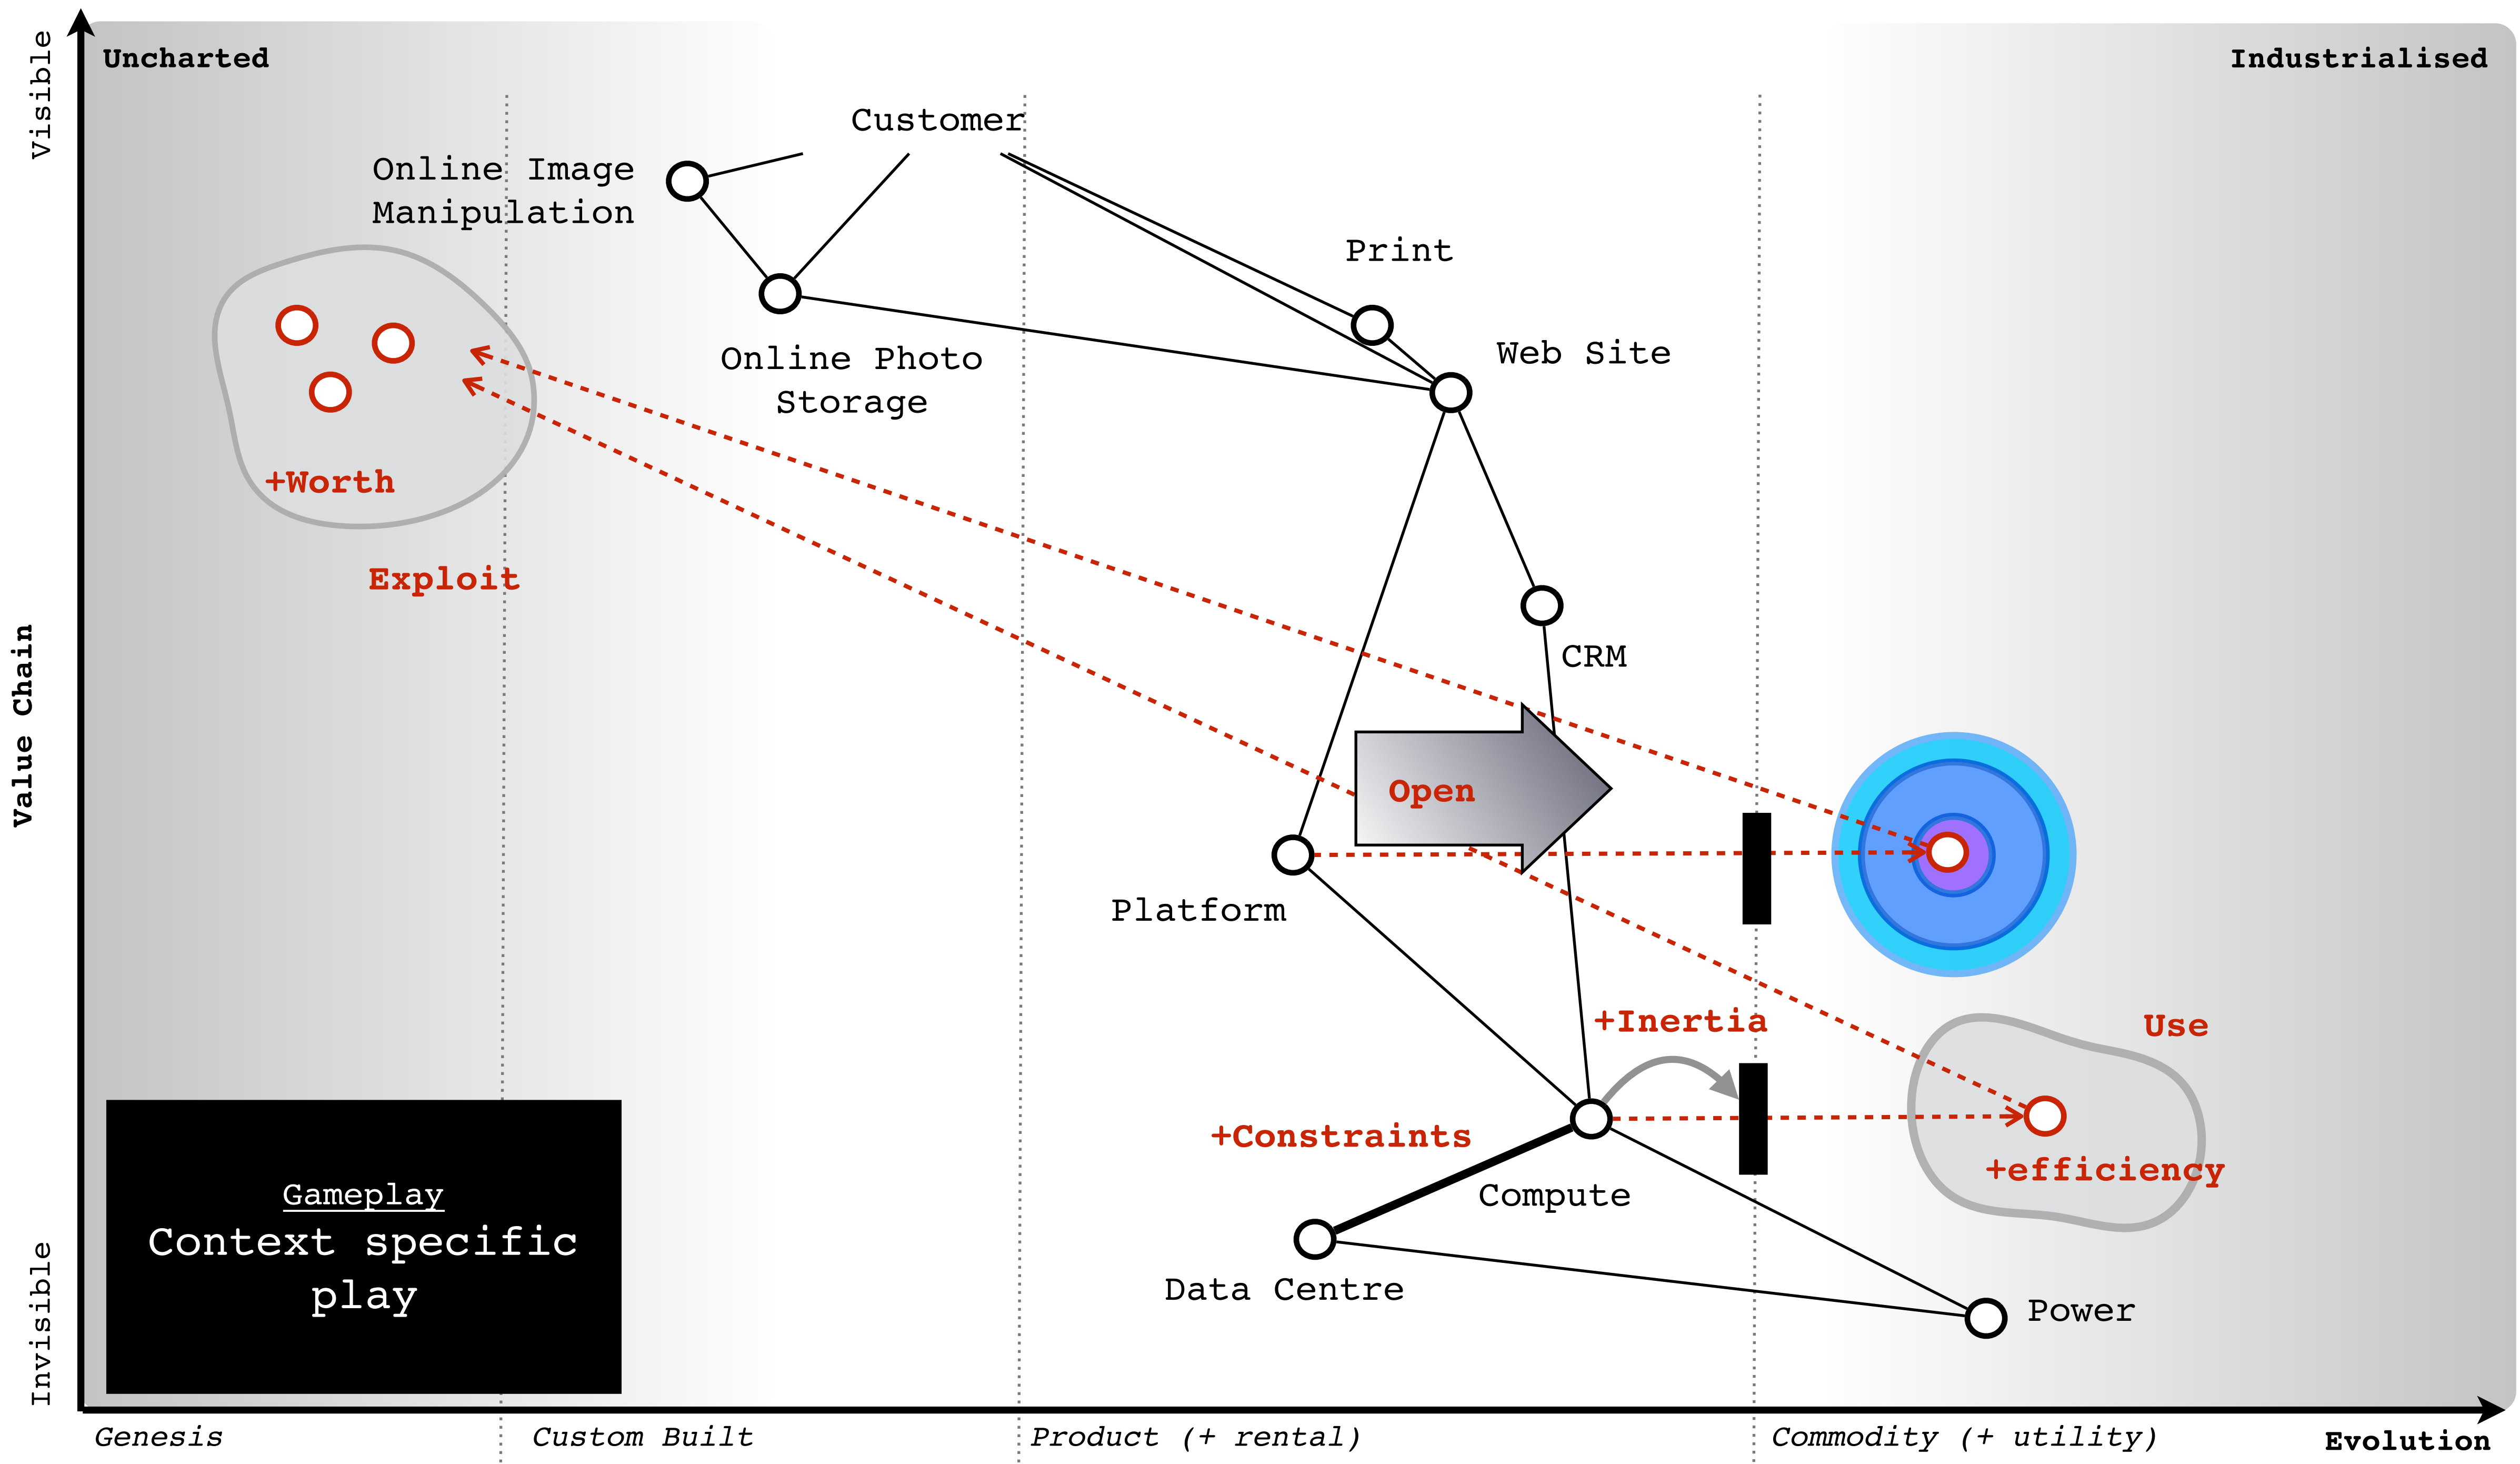 Visible
Uncharted
Industrialised
Customer
Online Image
Manipulation
Print
Web Site
Online Photo
Storage
+Worth
Exploit
Value Chain
CRM
Open
Platform
+Inertia
Use
+Constraints
+efficiency
Compute
Gameplay
Context specific
play
Data Centre
Power
Invisible
Genesis
Custom Built
Product (+ rental)
Commodity (+ utility)
Evolution